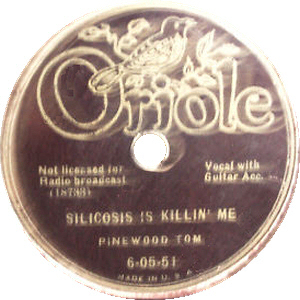 Oriole
Not licensed for
Radio broadcast
(18733)
Vocal with
Guitar Acc.
SILICOSIS IS KILLIN' ME
PINEWOOD TOM
6-05-51
MADE IN U.S.A.